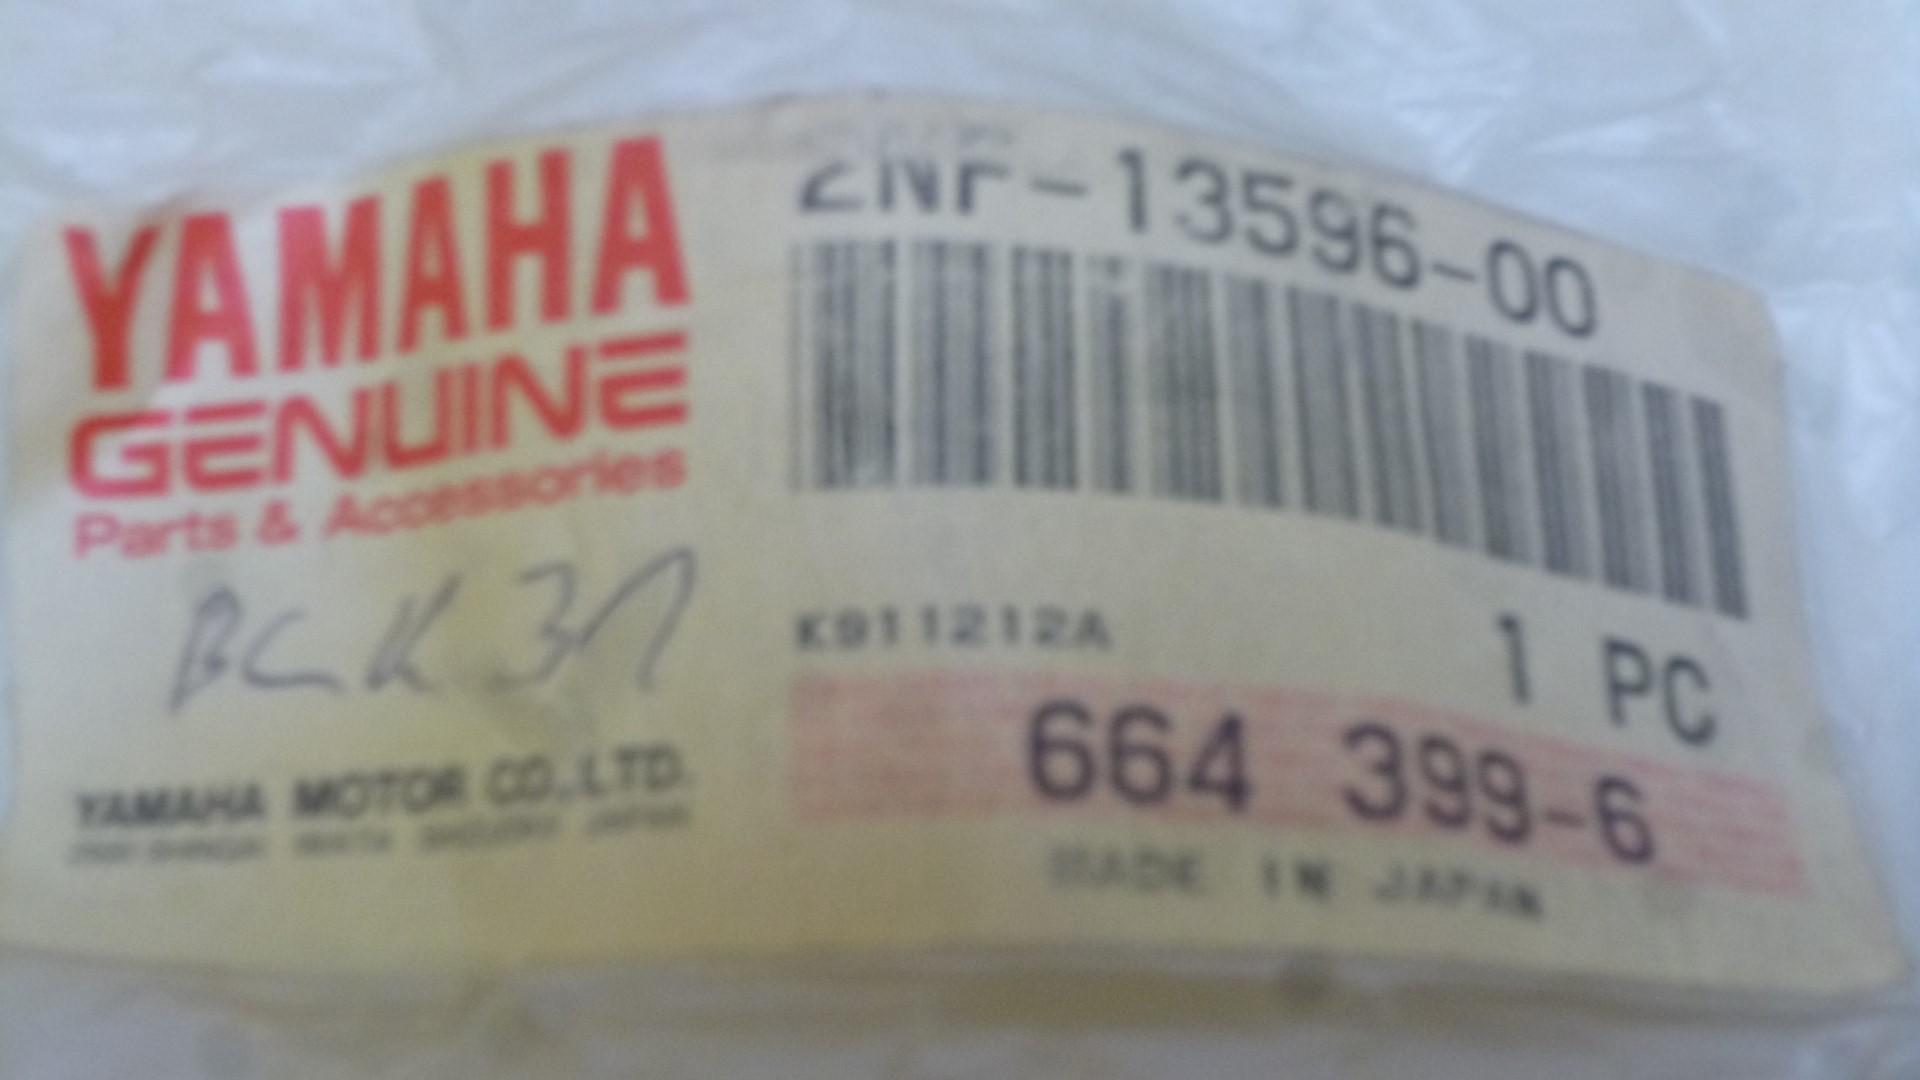 YAMAHA
GENUINE
Parts & Accessories
YAMAHA MOTOR CO.,LTD.
2NF-13596-00
K911212A
1 PC
664 399-6
MADE IN JAPAN